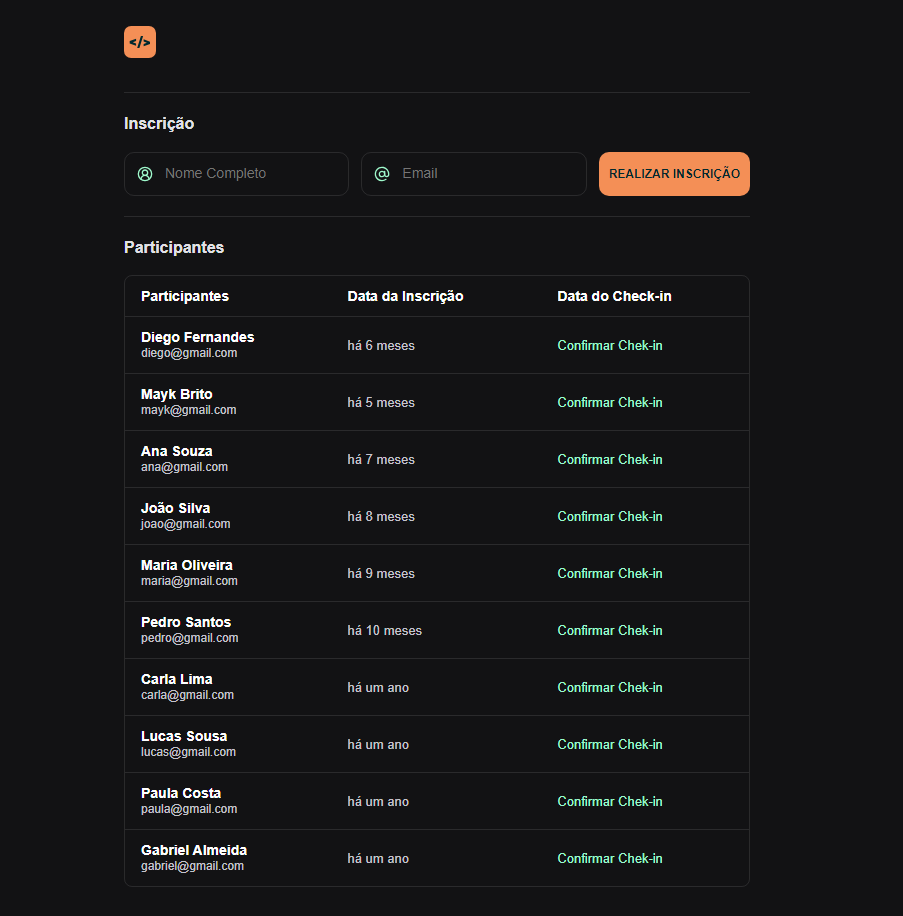 </>
Inscrição
Nome Completo Email REALIZAR INSCRIÇÃO
Participantes
Participantes Data da Inscrição Data do Check-in
Diego Fernandes
diego@gmail.com
há 6 meses Confirmar Chek-in
Mayk Brito
mayk@gmail.com
há 5 meses Confirmar Chek-in
Ana Souza
ana@gmail.com
há 7 meses Confirmar Chek-in
João Silva
joao@gmail.com
há 8 meses Confirmar Chek-in
Maria Oliveira
maria@gmail.com
há 9 meses Confirmar Chek-in
Pedro Santos
pedro@gmail.com
há 10 meses Confirmar Chek-in
Carla Lima
carla@gmail.com
há um ano Confirmar Chek-in
Lucas Sousa
lucas@gmail.com
há um ano Confirmar Chek-in
Paula Costa
paula@gmail.com
há um ano Confirmar Chek-in
Gabriel Almeida
gabriel@gmail.com
há um ano Confirmar Chek-in